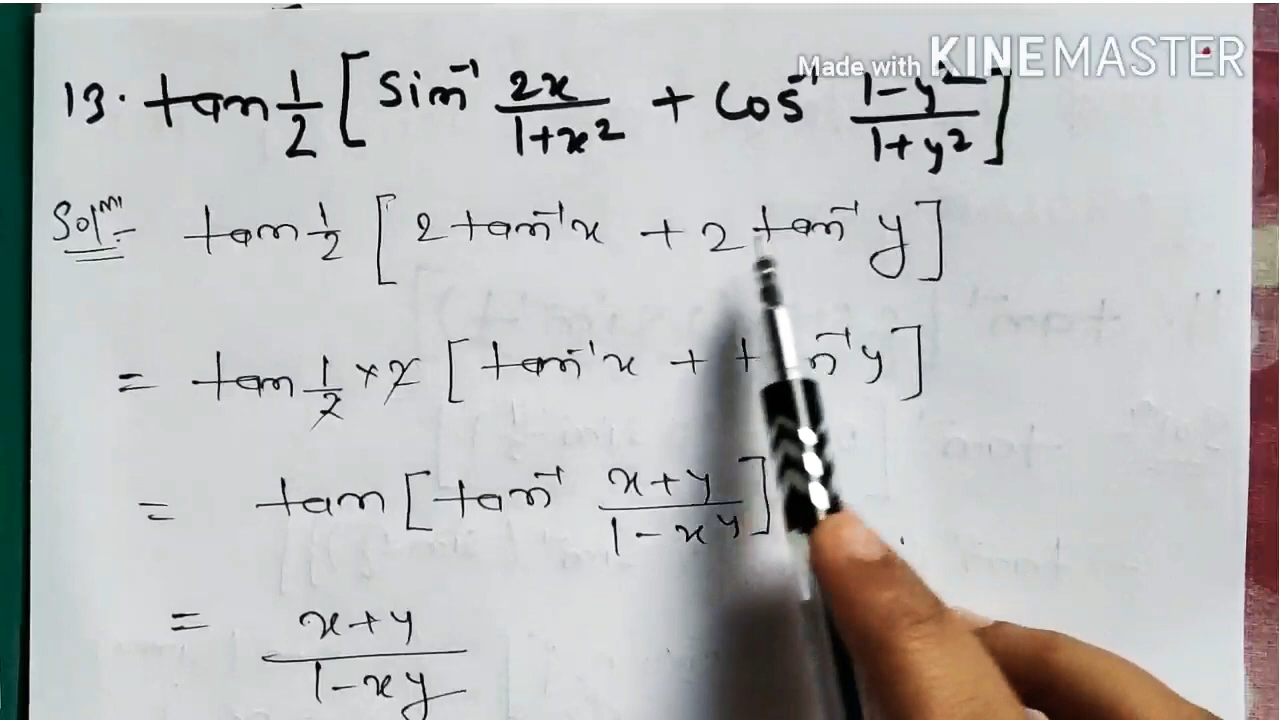 Made with KINEMASTER
13. tan 1/2 [sin⁻¹ 2x/1+x² + cos⁻¹ 1-y²/1+y²]
Solⁿ:- tan 1/2 [2 tan⁻¹x + 2 tan⁻¹y]
= tan 1/2 × 2 [tan⁻¹x + t n⁻¹y]
= tan [tan⁻¹ x+y/1-xy]
= x+y/1-xy